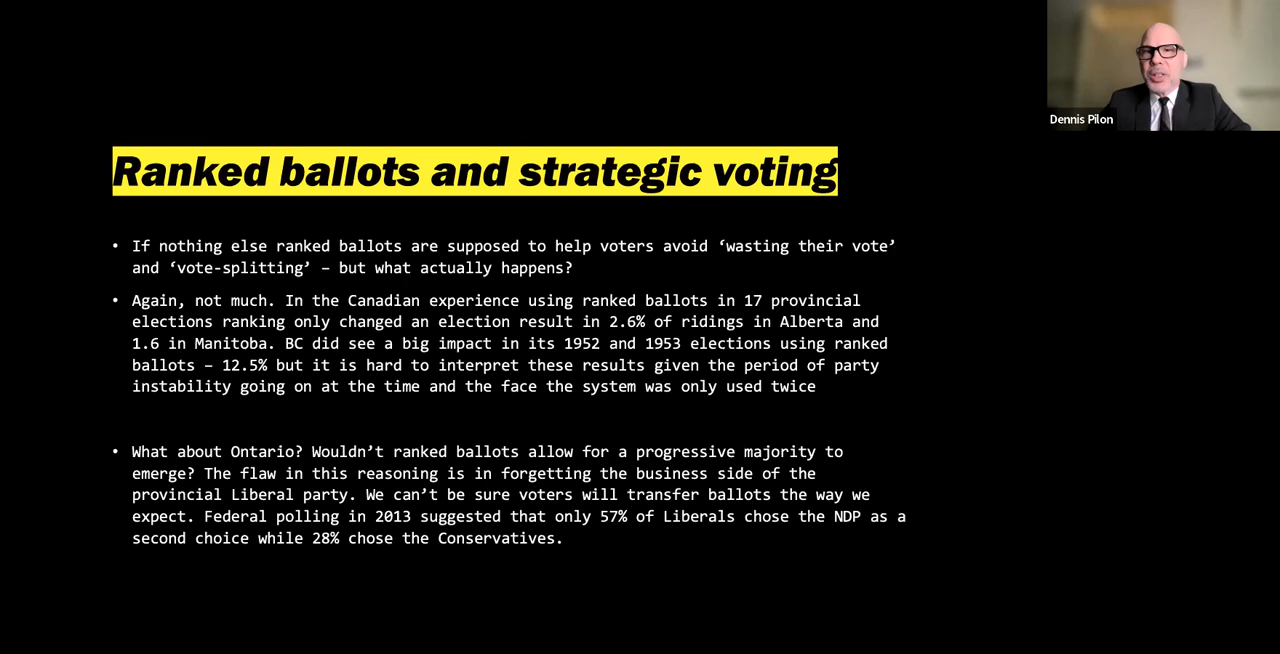 Dennis Pilon
Ranked ballots and strategic voting
• If nothing else ranked ballots are supposed to help voters avoid ‘wasting their vote’
and ‘vote-splitting’ – but what actually happens?
• Again, not much. In the Canadian experience using ranked ballots in 17 provincial
elections ranking only changed an election result in 2.6% of ridings in Alberta and
1.6 in Manitoba. BC did see a big impact in its 1952 and 1953 elections using ranked
ballots – 12.5% but it is hard to interpret these results given the period of party
instability going on at the time and the face the system was only used twice
• What about Ontario? Wouldn’t ranked ballots allow for a progressive majority to
emerge? The flaw in this reasoning is in forgetting the business side of the
provincial Liberal party. We can’t be sure voters will transfer ballots the way we
expect. Federal polling in 2013 suggested that only 57% of Liberals chose the NDP as a
second choice while 28% chose the Conservatives.